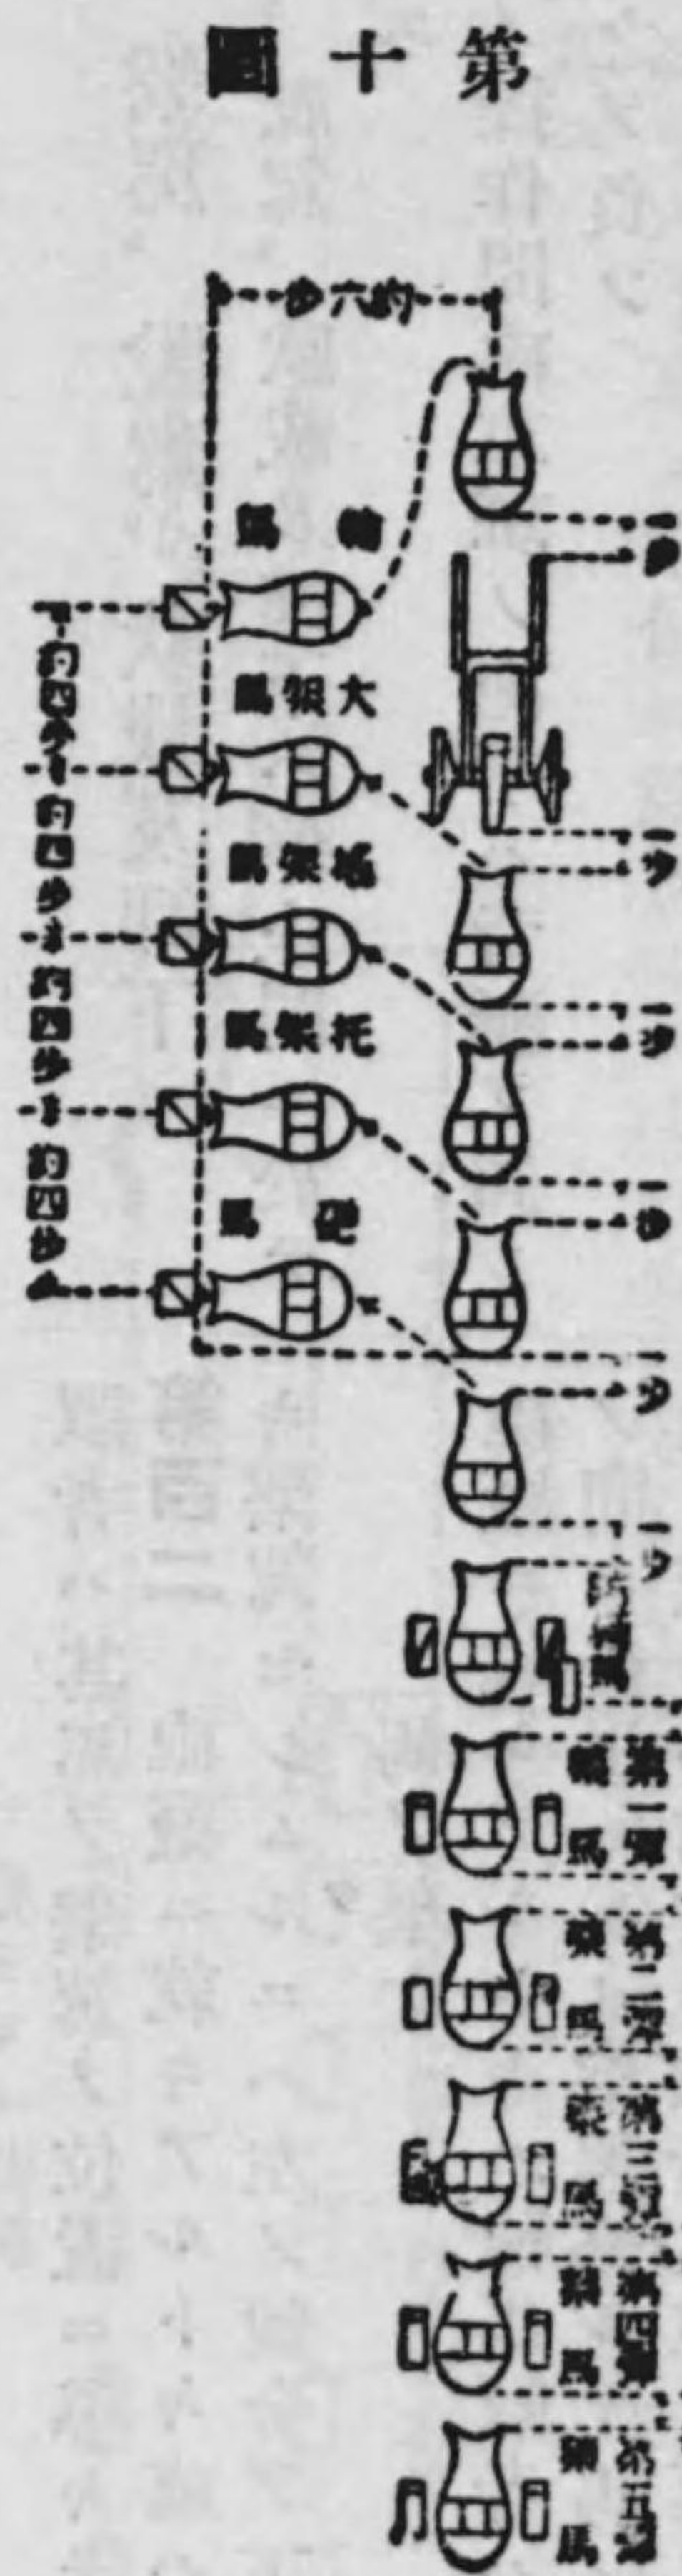 第十圖
約六步
輪馬
大架馬
搖架馬
托架馬
砲馬
約四步
約四步
約四步
約四步
一步
一步
一步
一步
一步
一步
第一彈藥馬
第二彈藥馬
第三彈藥馬
第四彈藥馬
第五彈藥馬